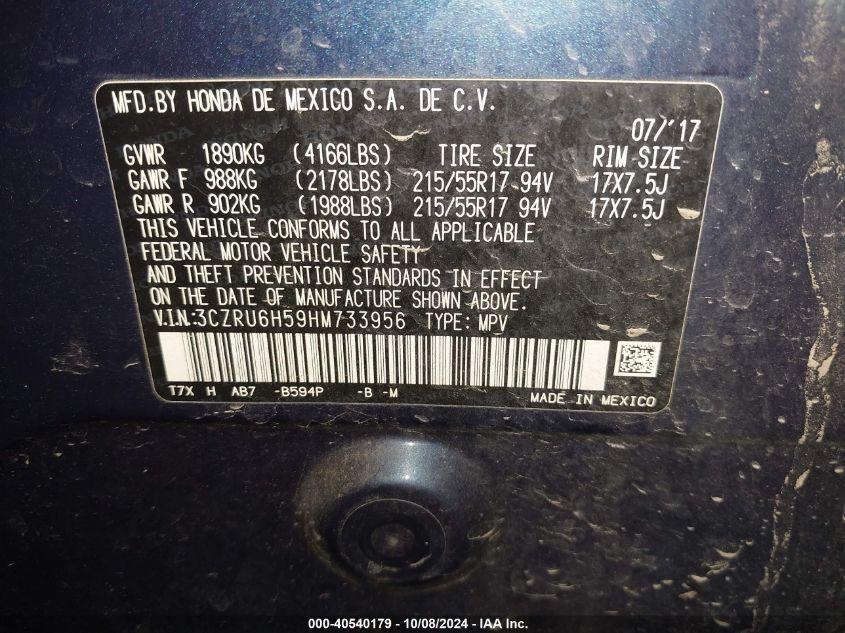 MFD.BY HONDA DE MEXICO S.A. DE C.V.
07/'17
GVWR 1890KG (4166LBS) TIRE SIZE RIM SIZE
GAWR F 988KG (2178LBS) 215/55R17 94V 17X7.5J
GAWR R 902KG (1988LBS) 215/55R17 94V 17X7.5J
THIS VEHICLE CONFORMS TO ALL APPLICABLE
FEDERAL MOTOR VEHICLE SAFETY
AND THEFT PREVENTION STANDARDS IN EFFECT
ON THE DATE OF MANUFACTURE SHOWN ABOVE.
V.I.N:3CZRU6H59HM733956 TYPE: MPV
T7X H AB7 -B594P -B -M
MADE IN MEXICO
000-40540179 - 10/08/2024 - IAA Inc.